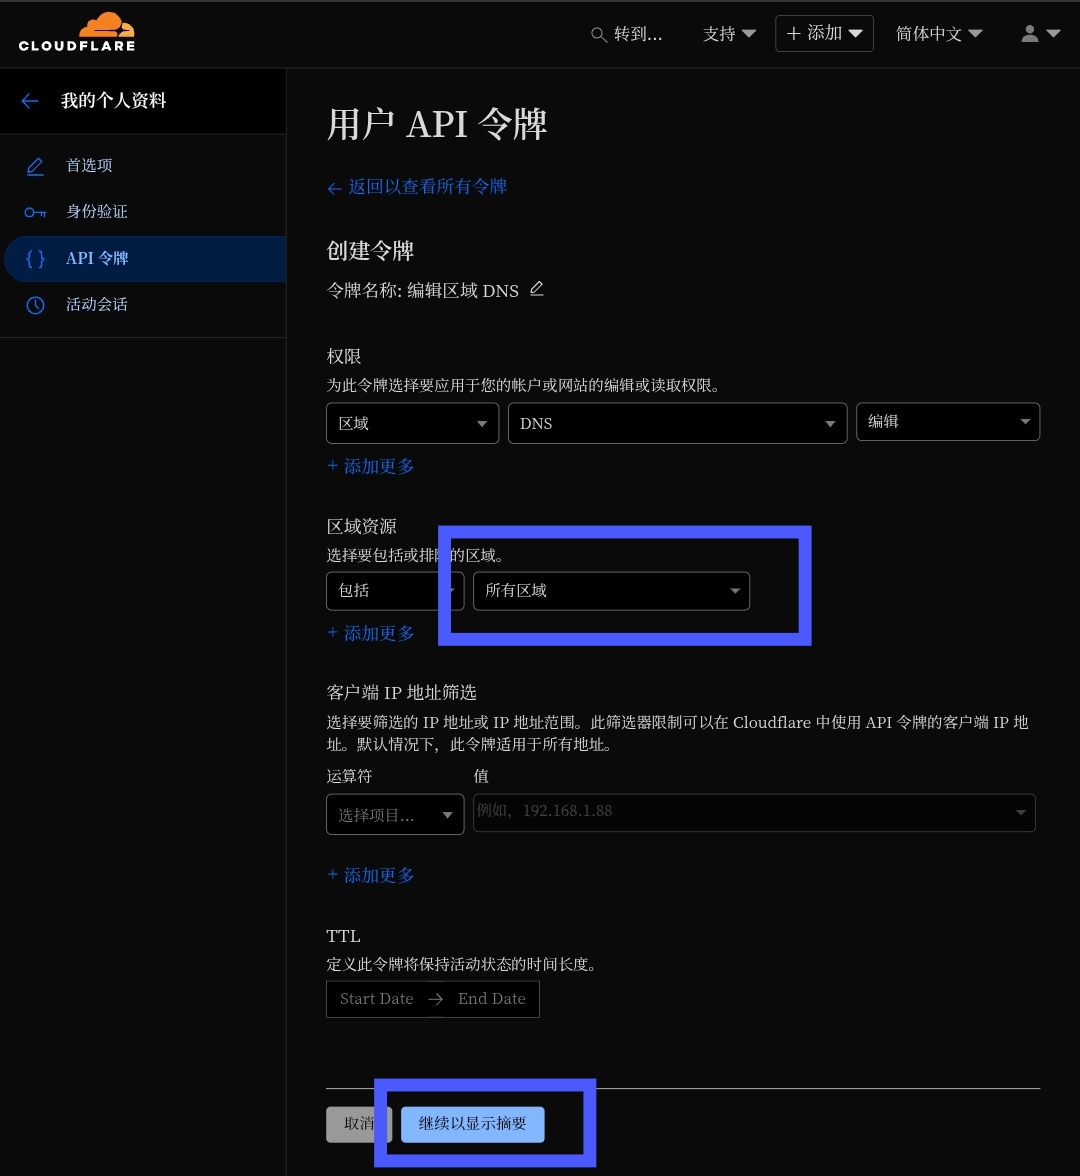 CLOUDFLARE
转到...
支持
+ 添加
简体中文
我的个人资料
首选项
身份验证
API 令牌
活动会话
用户 API 令牌
← 返回以查看所有令牌
创建令牌
令牌名称: 编辑区域 DNS
权限
为此令牌选择要应用于您的帐户或网站的编辑或读取权限。
区域
DNS
编辑
+ 添加更多
区域资源
选择要包括或排除的区域。
包括
所有区域
+ 添加更多
客户端 IP 地址筛选
选择要筛选的 IP 地址或 IP 地址范围。此筛选器限制可以在 Cloudflare 中使用 API 令牌的客户端 IP 地
址。默认情况下，此令牌适用于所有地址。
运算符
值
选择项目...
例如，192.168.1.88
+ 添加更多
TTL
定义此令牌将保持活动状态的时间长度。
Start Date → End Date
取消
继续以显示摘要